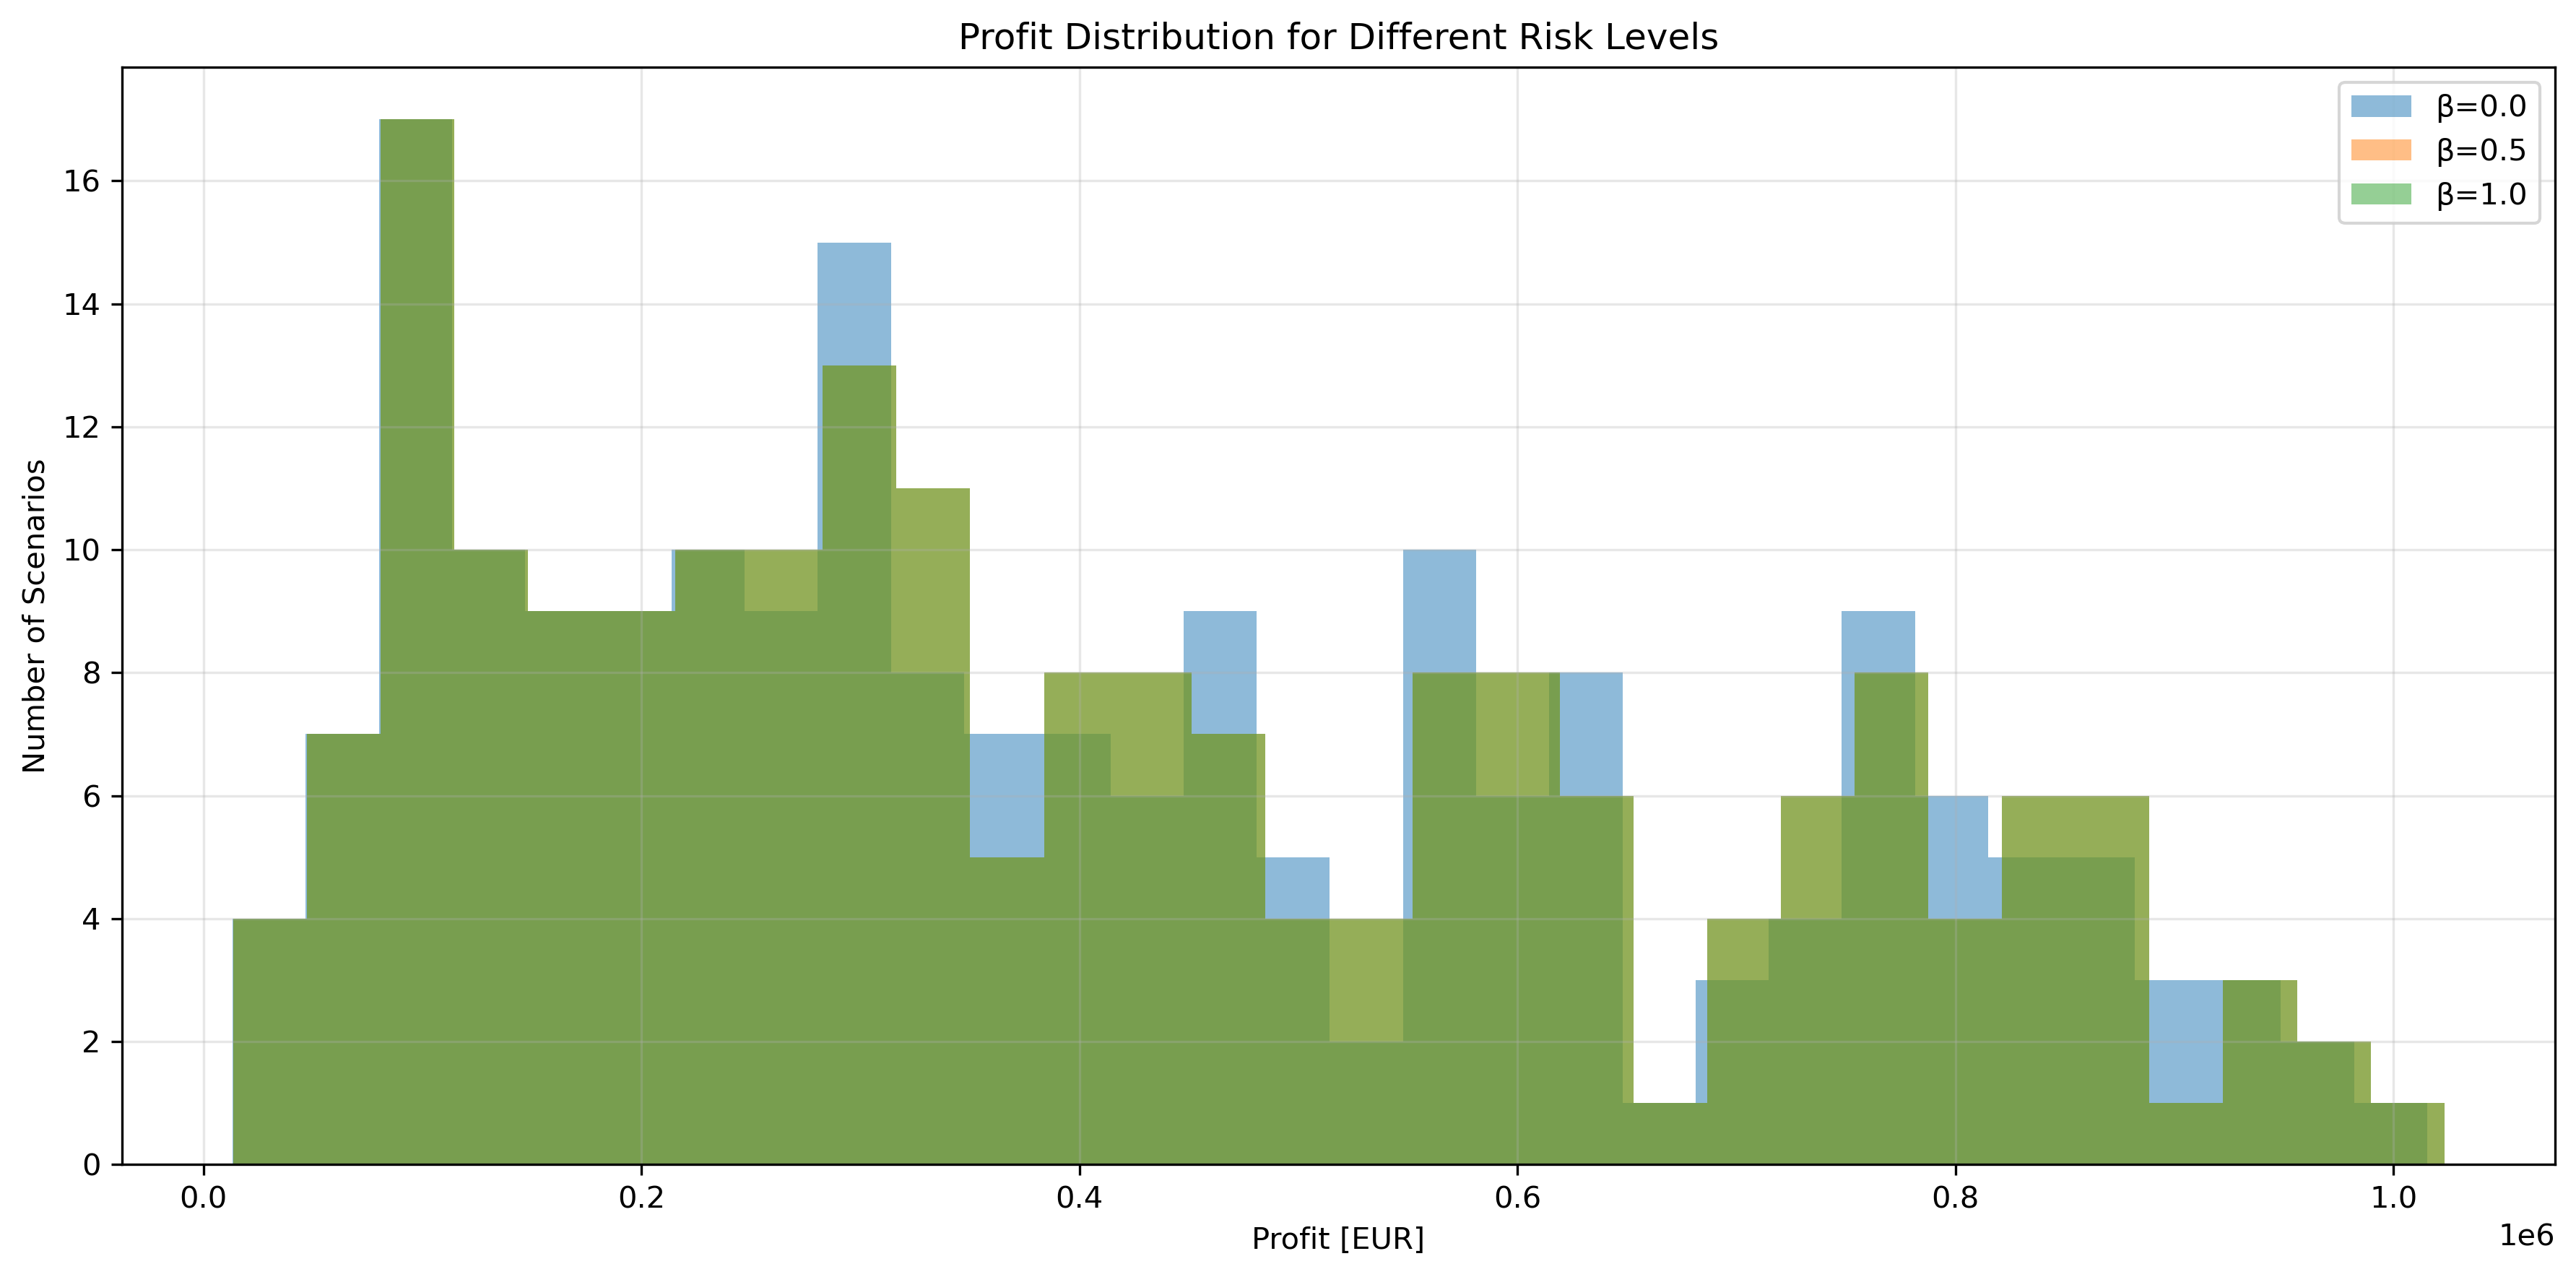 Profit Distribution for Different Risk Levels
β=0.0
β=0.5
β=1.0
Number of Scenarios
16
14
12
10
8
6
4
2
0
0.0 0.2 0.4 0.6 0.8 1.0
1e6
Profit [EUR]